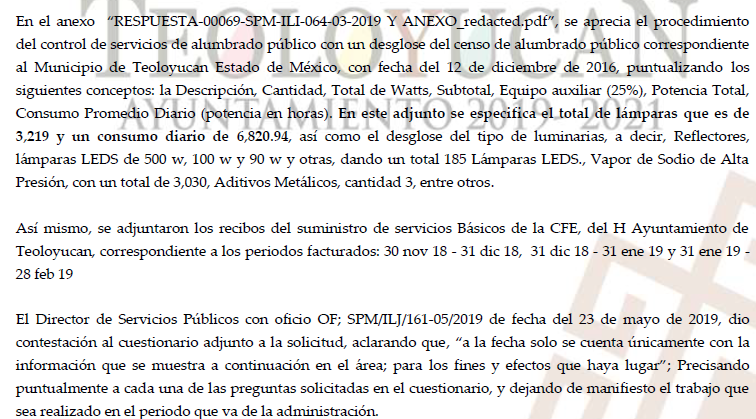 TEOLOYUCAN
AYUNTAMIENTO 2019 - 2021
En el anexo “RESPUESTA-00069-SPM-ILI-064-03-2019 Y ANEXO_redacted.pdf”, se aprecia el procedimiento
del control de servicios de alumbrado público con un desglose del censo de alumbrado público correspondiente
al Municipio de Teoloyucan Estado de México, con fecha del 12 de diciembre de 2016, puntualizando los
siguientes conceptos: la Descripción, Cantidad, Total de Watts, Subtotal, Equipo auxiliar (25%), Potencia Total,
Consumo Promedio Diario (potencia en horas). En este adjunto se especifica el total de lámparas que es de
3,219 y un consumo diario de 6,820.94, así como el desglose del tipo de luminarias, a decir, Reflectores,
lámparas LEDS de 500 w, 100 w y 90 w y otras, dando un total 185 Lámparas LEDS., Vapor de Sodio de Alta
Presión, con un total de 3,030, Aditivos Metálicos, cantidad 3, entre otros.
Así mismo, se adjuntaron los recibos del suministro de servicios Básicos de la CFE, del H Ayuntamiento de
Teoloyucan, correspondiente a los periodos facturados: 30 nov 18 - 31 dic 18, 31 dic 18 - 31 ene 19 y 31 ene 19 -
28 feb 19
El Director de Servicios Públicos con oficio OF; SPM/ILJ/161-05/2019 de fecha del 23 de mayo de 2019, dio
contestación al cuestionario adjunto a la solicitud, aclarando que, “a la fecha solo se cuenta únicamente con la
información que se muestra a continuación en el área; para los fines y efectos que haya lugar”; Precisando
puntualmente a cada una de las preguntas solicitadas en el cuestionario, y dejando de manifiesto el trabajo que
sea realizado en el periodo que va de la administración.